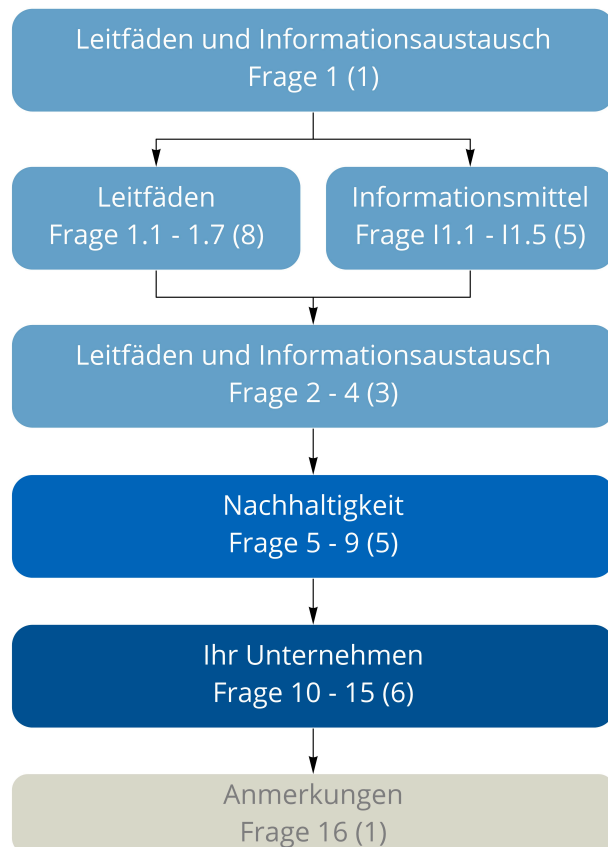 Leitfäden und Informationsaustausch
Frage 1 (1)
Leitfäden
Frage 1.1 - 1.7 (8)
Informationsmittel
Frage I1.1 - I1.5 (5)
Leitfäden und Informationsaustausch
Frage 2 - 4 (3)
Nachhaltigkeit
Frage 5 - 9 (5)
Ihr Unternehmen
Frage 10 - 15 (6)
Anmerkungen
Frage 16 (1)